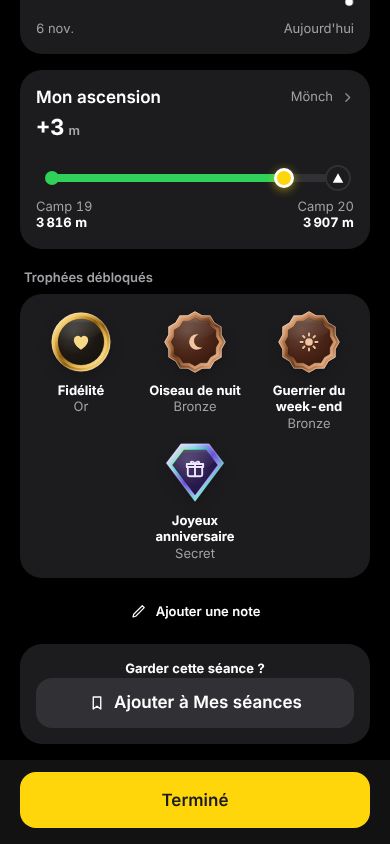 6 nov. Aujourd'hui
Mon ascension Mönch
+3 m
Camp 19 Camp 20
3 816 m 3 907 m
Trophées débloqués
Fidélité Oiseau de nuit Guerrier du
Or Bronze week-end
Bronze
Joyeux
anniversaire
Secret
Ajouter une note
Garder cette séance ?
Ajouter à Mes séances
Terminé